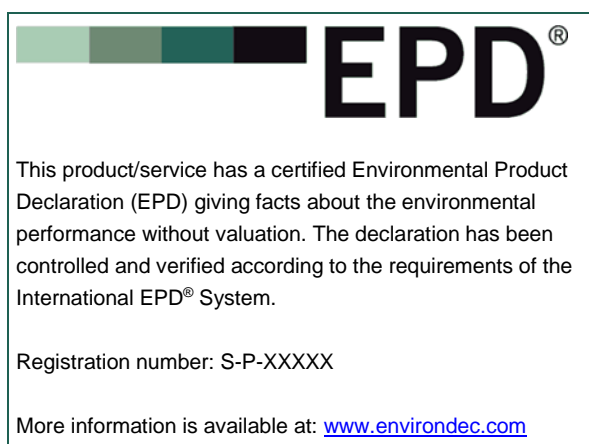 EPD®
This product/service has a certified Environmental Product
Declaration (EPD) giving facts about the environmental
performance without valuation. The declaration has been
controlled and verified according to the requirements of the
International EPD® System.
Registration number: S-P-XXXXX
More information is available at: www.environdec.com